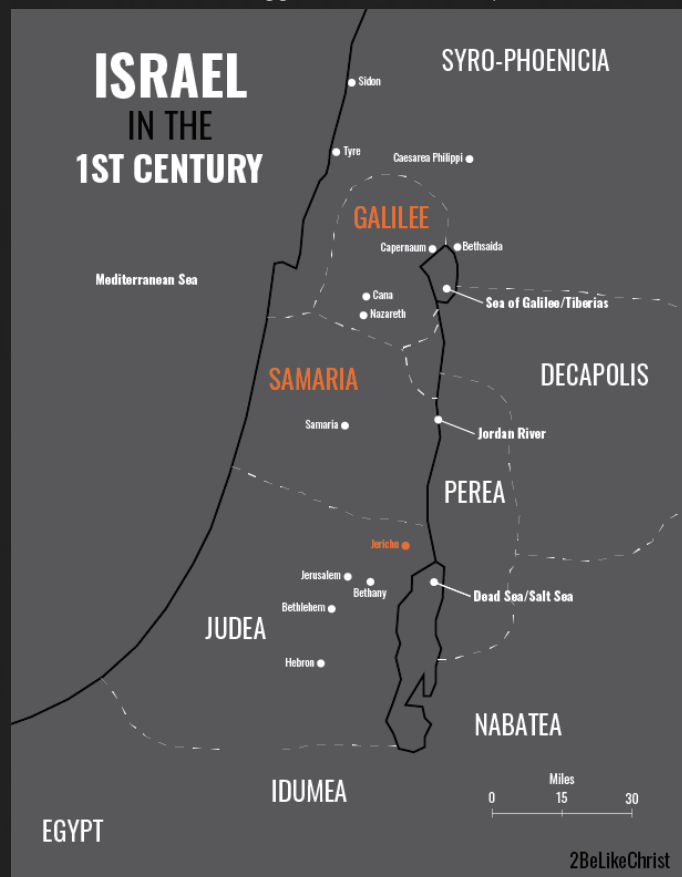 ISRAEL
IN THE
1ST CENTURY
SYRO-PHOENICIA
Sidon
Tyre
Caesarea Philippi
GALILEE
Capernaum
Bethsaida
Mediterranean Sea
Cana
Sea of Galilee/Tiberias
Nazareth
SAMARIA
DECAPOLIS
Samaria
Jordan River
PEREA
Jericho
Jerusalem
Bethany
Dead Sea/Salt Sea
Bethlehem
JUDEA
Hebron
NABATEA
IDUMEA
Miles
0 15 30
EGYPT
2BeLikeChrist